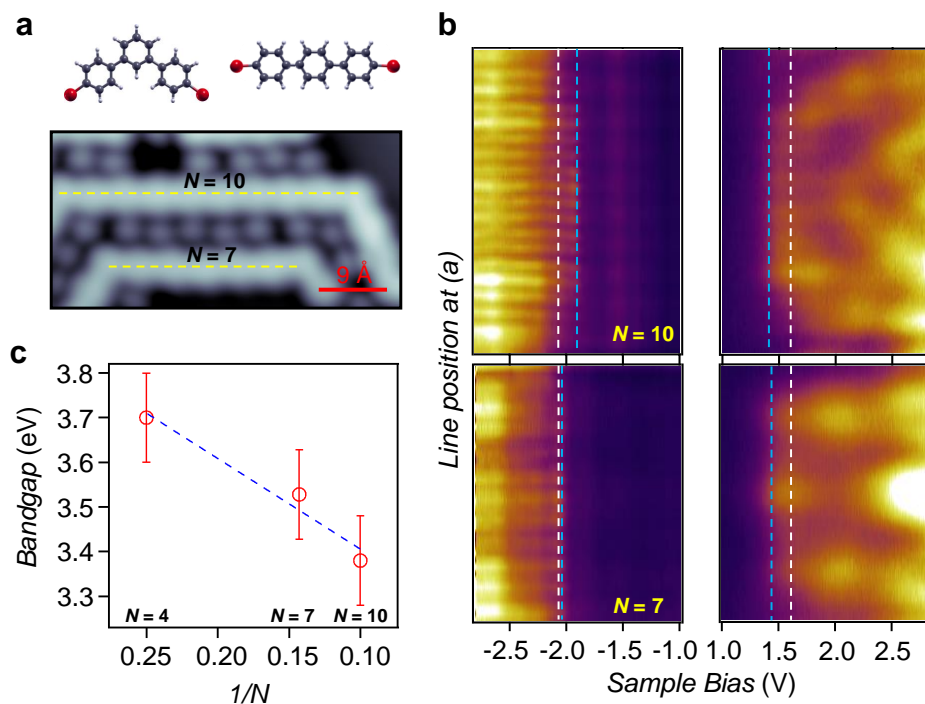 a
N = 10
N = 7
9 Å
b
Line position at (a)
N = 10
N = 7
-2.5 -2.0 -1.5 -1.0 1.0 1.5 2.0 2.5
Sample Bias (V)
c
Bandgap (eV)
3.8
3.7
3.6
3.5
3.4
3.3
N = 4 N = 7 N = 10
0.25 0.20 0.15 0.10
1/N